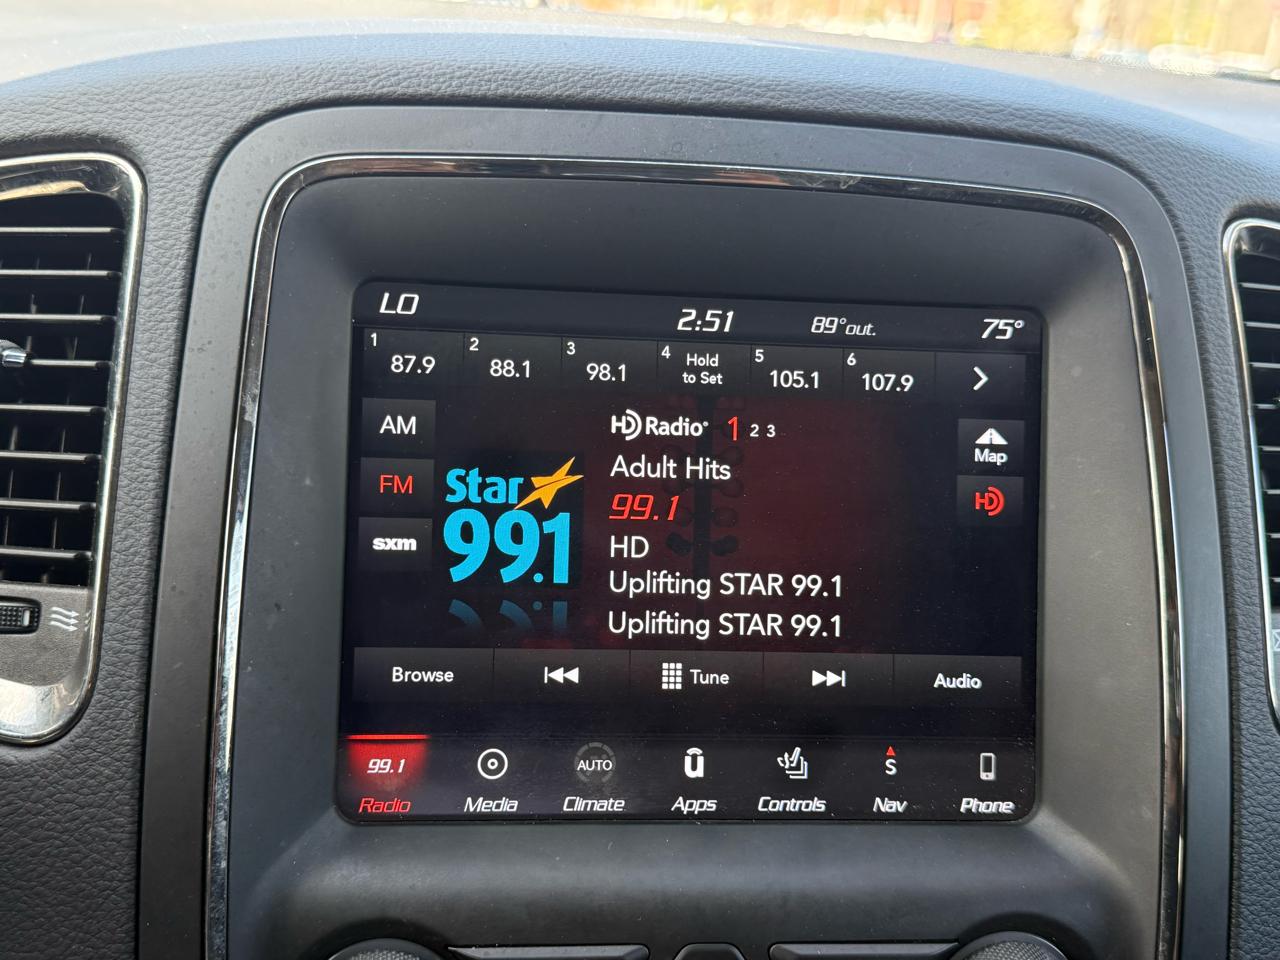 LO 2:51 89°out. 75°
1 87.9 2 88.1 3 98.1 4 Hold to Set 5 105.1 6 107.9
AM
FM
sxm
Star
99.1
HD Radio® 1 2 3
Adult Hits
99.1
HD
Uplifting STAR 99.1
Uplifting STAR 99.1
Map
HD
Browse Tune Audio
99.1 AUTO S
Radio Media Climate Apps Controls Nav Phone